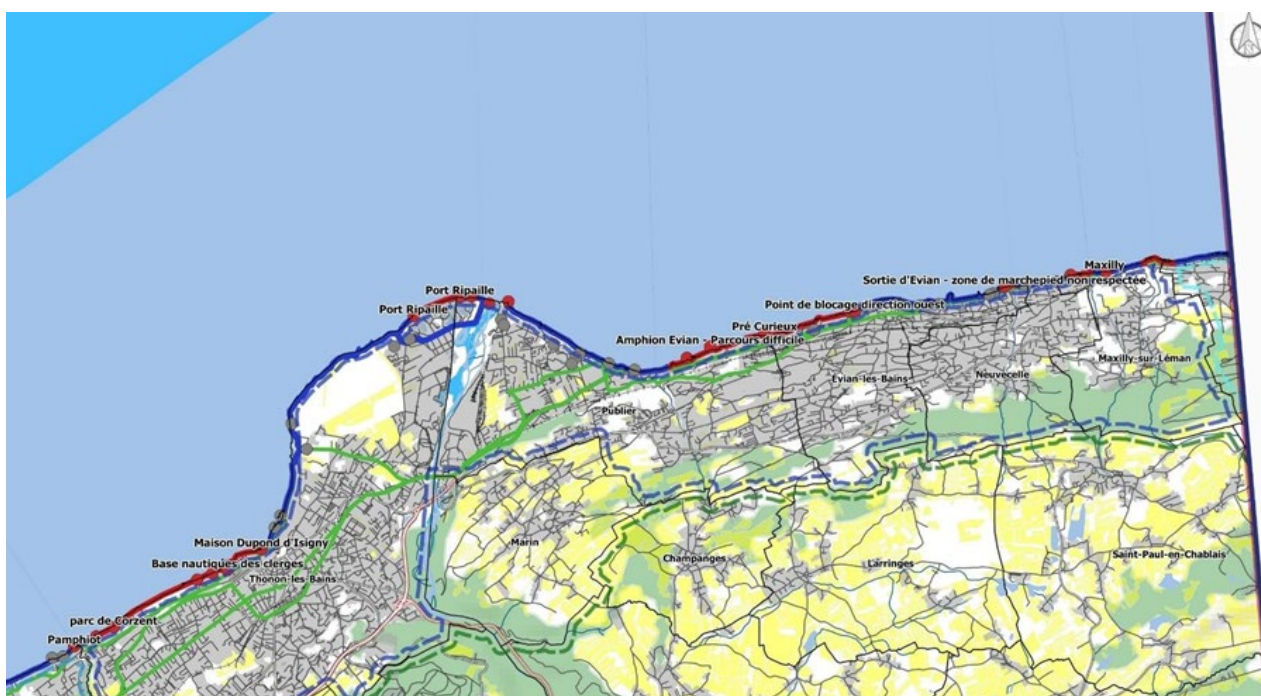 Maxilly
Sortie d'Evian - zone de marchepied non respectée
Port Ripaille
Point de blocage direction ouest
Port Ripaille
Pré Curieux
Amphion Evian - Parcours difficile
Maxilly-sur-Léman
Neuvecelle
Évian-les-Bains
Publier
Maison Dupond d'Isigny
Marin
Saint-Paul-en-Chablais
Champanges
Larringes
Base nautiques des clerges
Thonon-les-Bains
parc de Corzent
Pamphiot